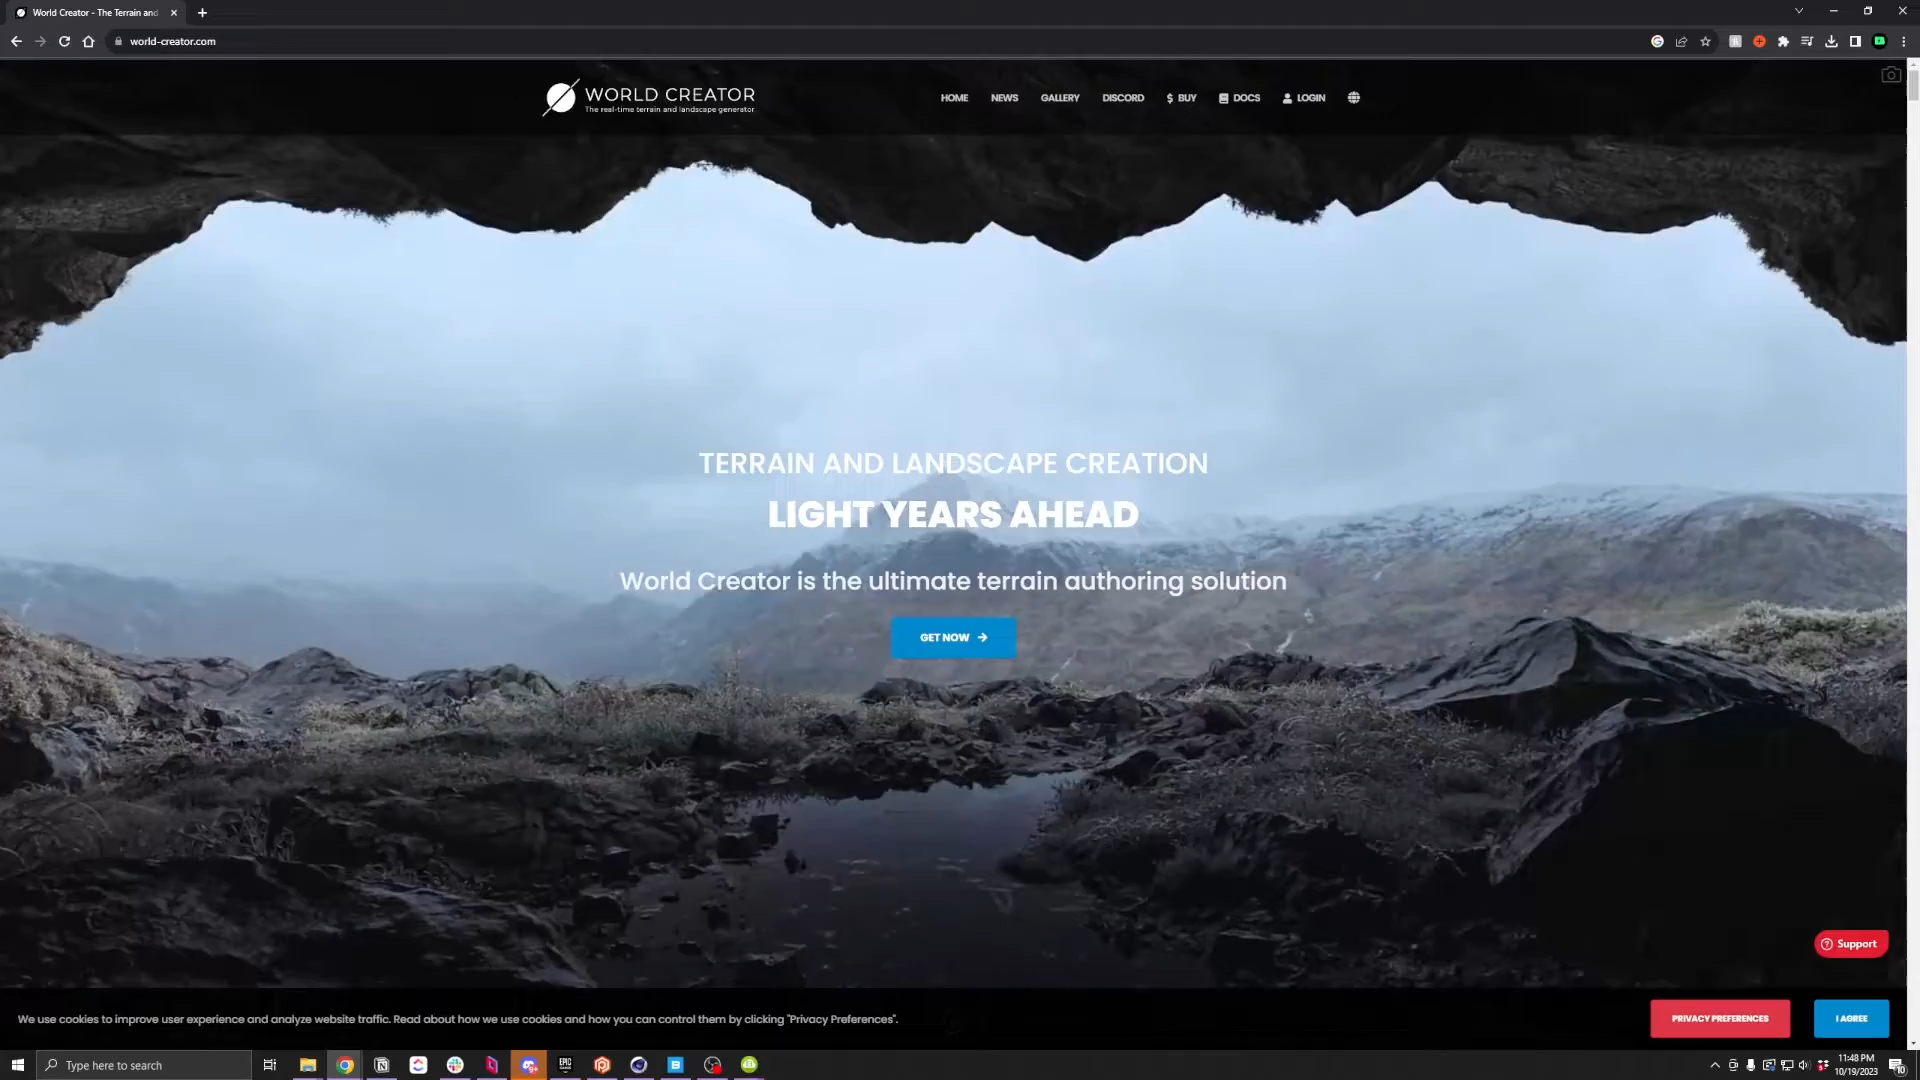 World Creator - The Terrain and
world-creator.com
WORLD CREATOR
The real-time terrain and landscape generator
HOME
NEWS
GALLERY
DISCORD
$ BUY
DOCS
LOGIN
TERRAIN AND LANDSCAPE CREATION
LIGHT YEARS AHEAD
World Creator is the ultimate terrain authoring solution
GET NOW
Support
We use cookies to improve user experience and analyze website traffic. Read about how we use cookies and how you can control them by clicking "Privacy Preferences".
PRIVACY PREFERENCES
I AGREE
Type here to search
EPIC
11:48 PM
10/19/2023